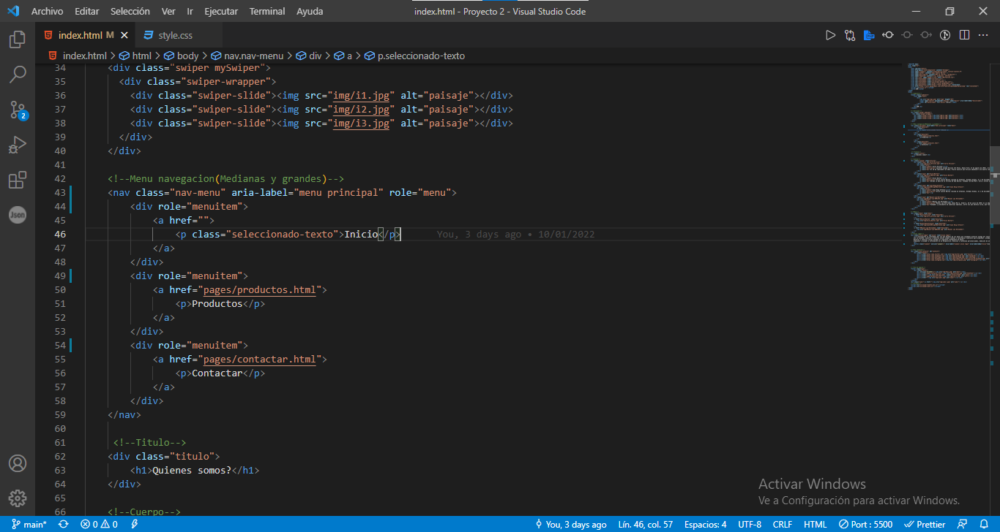 Archivo Editar Selección Ver Ir Ejecutar Terminal Ayuda index.html - Proyecto 2 - Visual Studio Code
index.html M style.css
index.html > html > body > nav.nav-menu > div > a > p.seleccionado-texto
34 <div class="swiper mySwiper">
35 <div class="swiper-wrapper">
36 <div class="swiper-slide"><img src="img/i1.jpg" alt="paisaje"></div>
37 <div class="swiper-slide"><img src="img/i2.jpg" alt="paisaje"></div>
38 <div class="swiper-slide"><img src="img/i3.jpg" alt="paisaje"></div>
39 </div>
40 </div>
41
42 <!--Menu navegacion(Medianas y grandes)-->
43 <nav class="nav-menu" aria-label="menu principal" role="menu">
44 <div role="menuitem">
45 <a href="">
46 <p class="seleccionado-texto">Inicio</p> You, 3 days ago • 10/01/2022
47 </a>
48 </div>
49 <div role="menuitem">
50 <a href="pages/productos.html">
51 <p>Productos</p>
52 </a>
53 </div>
54 <div role="menuitem">
55 <a href="pages/contactar.html">
56 <p>Contactar</p>
57 </a>
58 </div>
59 </nav>
60
61 <!--Titulo-->
62 <div class="titulo">
63 <h1>Quienes somos?</h1>
64 </div>
65
66 <!--Cuerpo-->
2
Json
Activar Windows
Ve a Configuración para activar Windows.
main* 0 0 You, 3 days ago Lín. 46, col. 57 Espacios: 4 UTF-8 CRLF HTML Port : 5500 Prettier